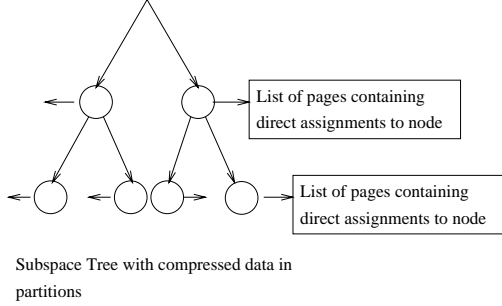 List of pages containing
direct assignments to node
List of pages containing
direct assignments to node
Subspace Tree with compressed data in
partitions